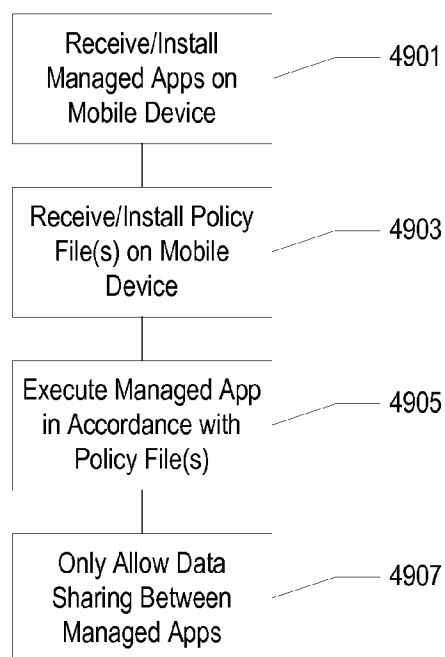 Receive/Install
Managed Apps on
Mobile Device
4901
Receive/Install Policy
File(s) on Mobile
Device
4903
Execute Managed App
in Accordance with
Policy File(s)
4905
Only Allow Data
Sharing Between
Managed Apps
4907